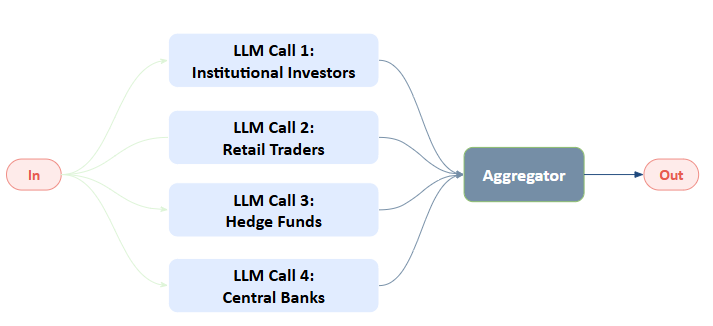 In
LLM Call 1:
Institutional Investors
LLM Call 2:
Retail Traders
LLM Call 3:
Hedge Funds
LLM Call 4:
Central Banks
Aggregator
Out